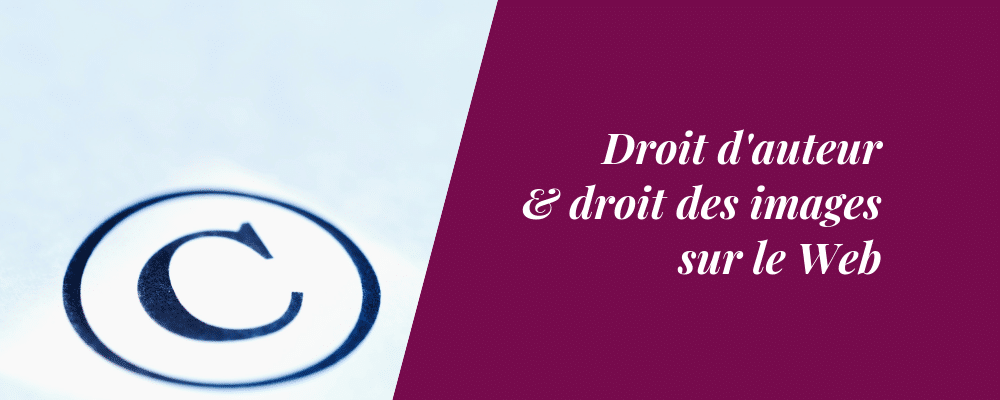 ©
Droit d'auteur
& droit des images
sur le Web